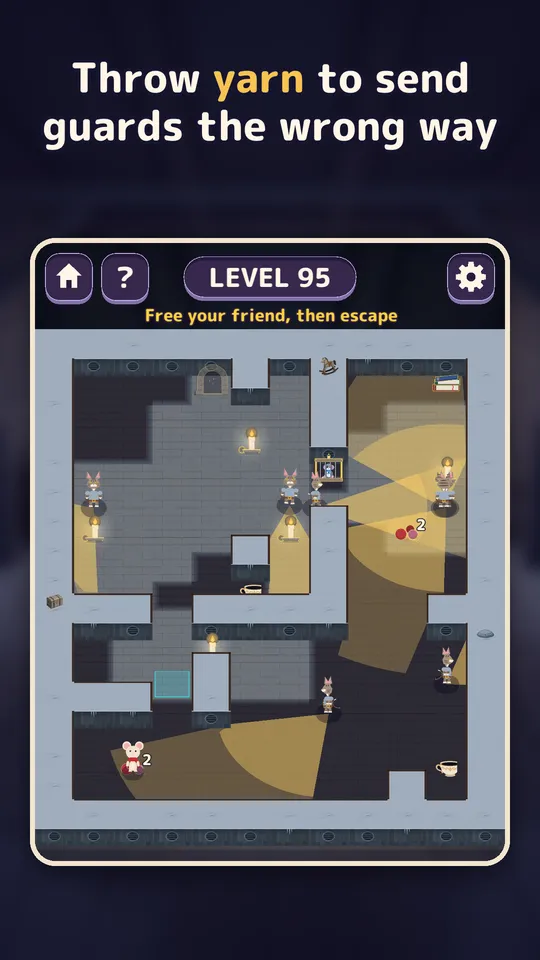 Throw yarn to send
guards the wrong way
?
LEVEL 95
Free your friend, then escape
2
2